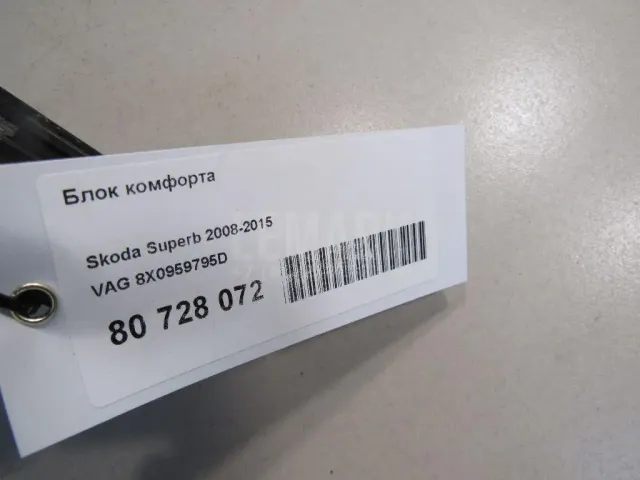 Блок комфорта
Skoda Superb 2008-2015
VAG 8X0959795D
80 728 072